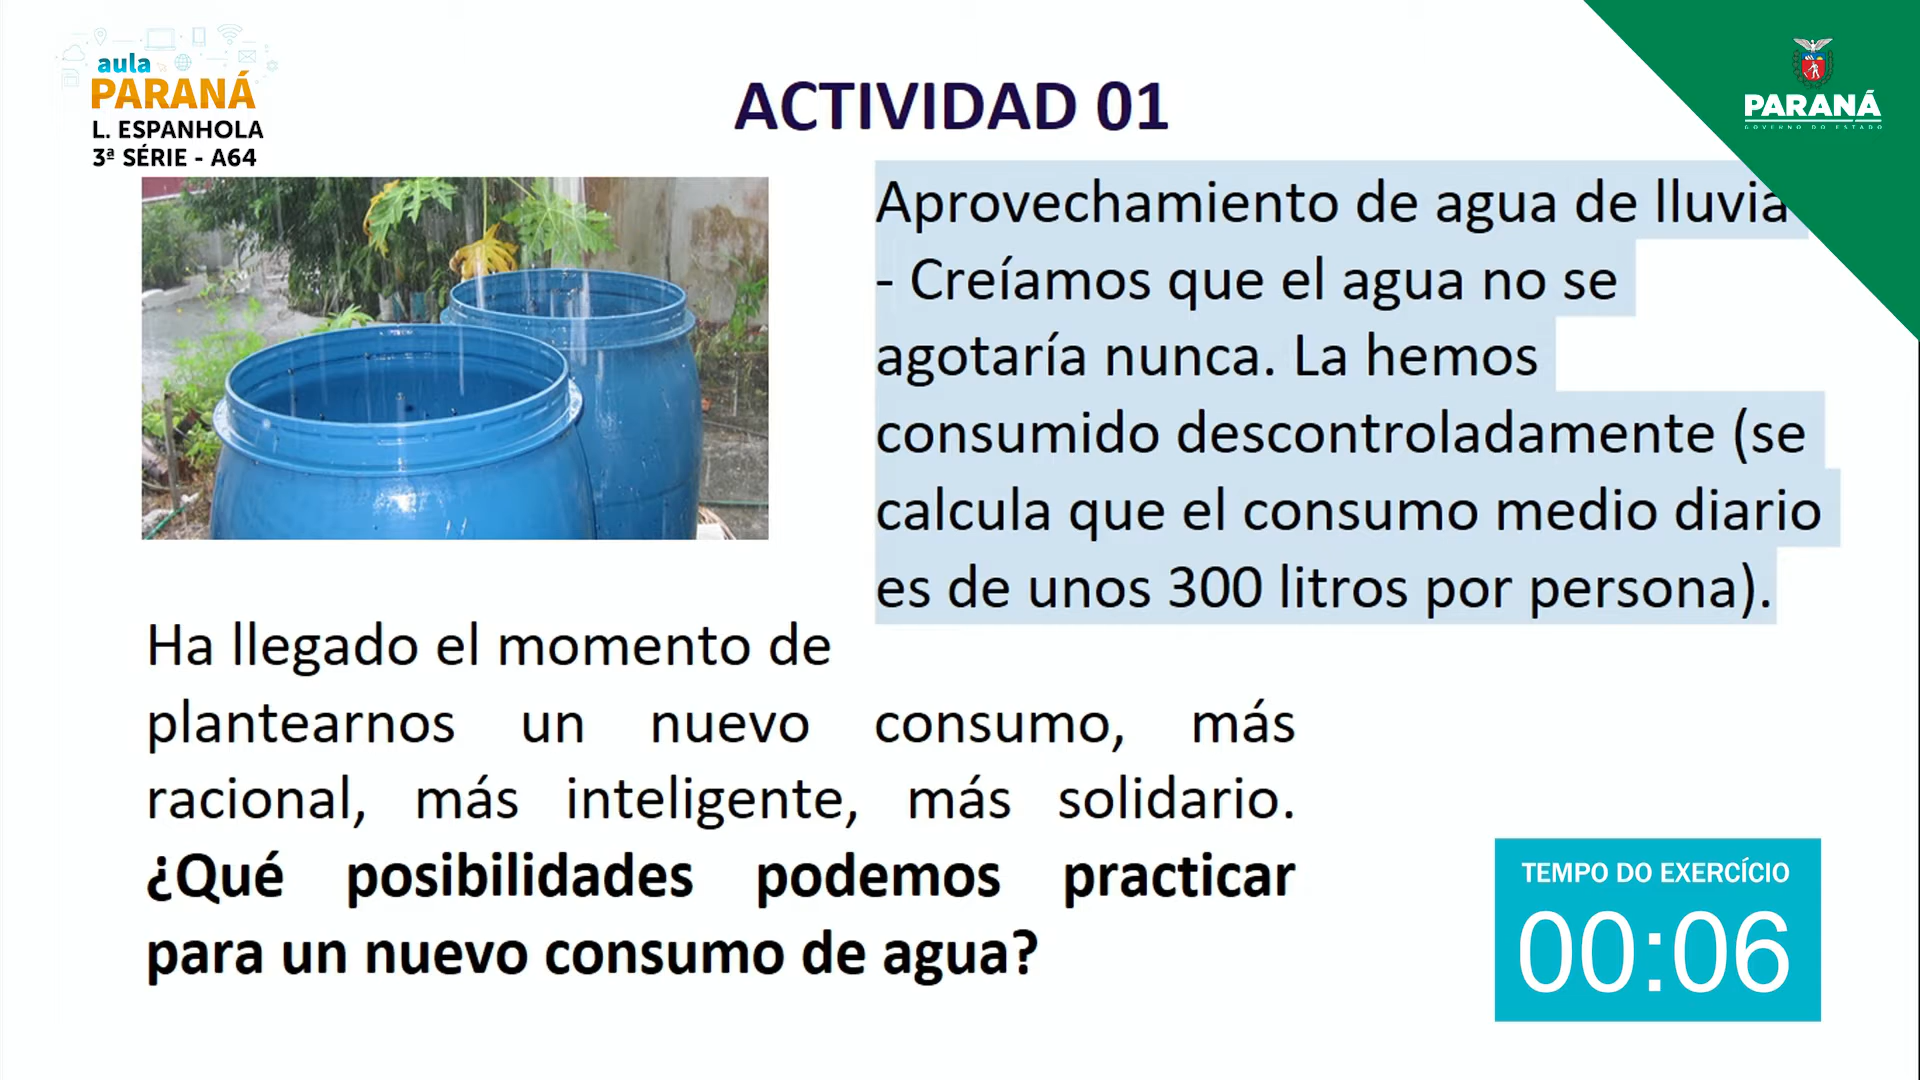 aula
PARANÁ
L. ESPANHOLA
3ª SÉRIE - A64
ACTIVIDAD 01
PARANÁ
GOVERNO DO ESTADO
Aprovechamiento de agua de lluvia
- Creíamos que el agua no se
agotaría nunca. La hemos
consumido descontroladamente (se
calcula que el consumo medio diario
es de unos 300 litros por persona).
Ha llegado el momento de
plantearnos un nuevo consumo, más
racional, más inteligente, más solidario.
¿Qué posibilidades podemos practicar
para un nuevo consumo de agua?
TEMPO DO EXERCÍCIO
00:06